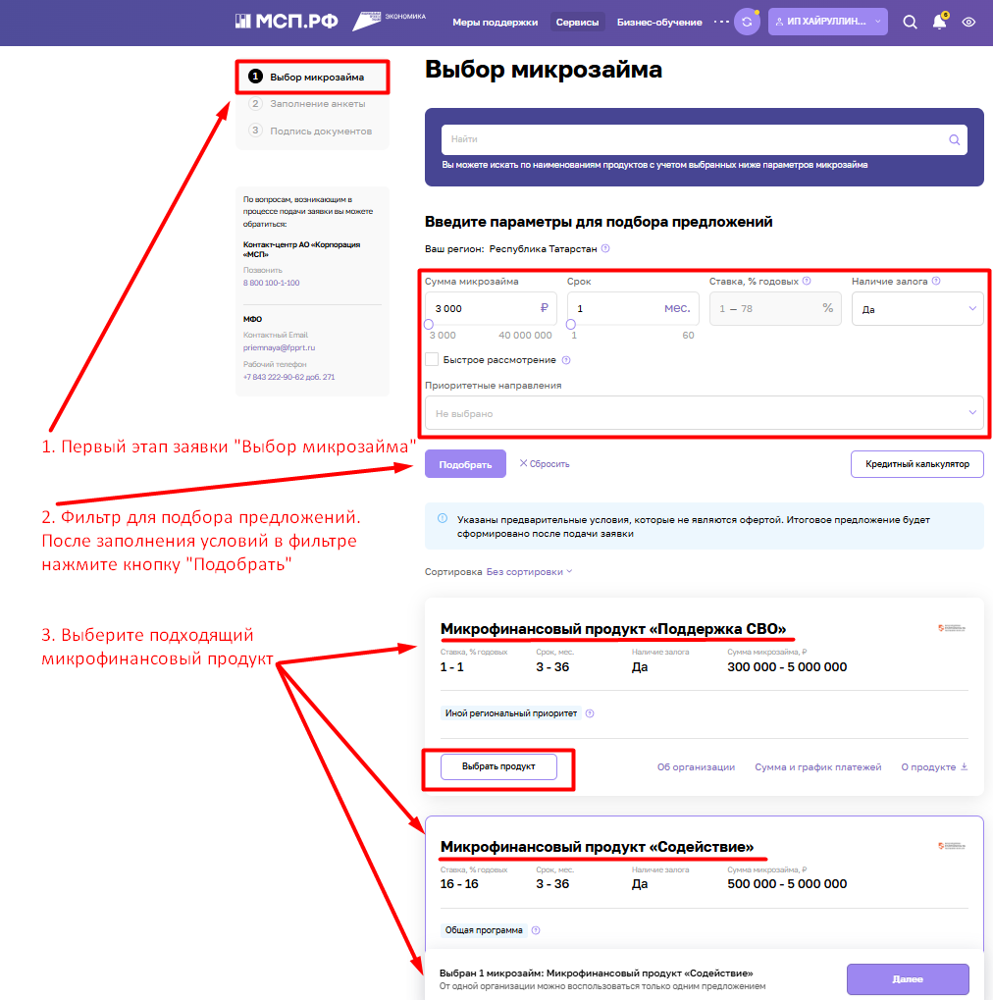 МСП.РФ
ЭКОНОМИКА
Меры поддержки
Сервисы
Бизнес-обучение
ИП ХАЙРУЛЛИН...
6
1 Выбор микрозайма
2 Заполнение анкеты
3 Подпись документов
По вопросам, возникающим в
процессе подачи заявки вы можете
обратиться:
Контакт-центр АО «Корпорация
«МСП»
Позвонить
8 800 100-1-100
МФО
Контактный Email
priemnaya@fpprt.ru
Рабочий телефон
+7 843 222-90-62 доб. 271
1. Первый этап заявки "Выбор микрозайма"
2. Фильтр для подбора предложений.
После заполнения условий в фильтре
нажмите кнопку "Подобрать"
3. Выберите подходящий
микрофинансовый продукт
Выбор микрозайма
Найти
Вы можете искать по наименованиям продуктов с учетом выбранных ниже параметров микрозайма
Введите параметры для подбора предложений
Ваш регион: Республика Татарстан
Сумма микрозайма Срок Ставка, % годовых Наличие залога
3 000 ₽ 1 мес. 1 – 78 % Да
3 000 40 000 000 1 60
Быстрое рассмотрение
Приоритетные направления
Не выбрано
Подобрать Сбросить Кредитный калькулятор
Указаны предварительные условия, которые не являются офертой. Итоговое предложение будет
сформировано после подачи заявки
Сортировка Без сортировки
Микрофинансовый продукт «Поддержка СВО»
Ставка, % годовых Срок, мес. Наличие залога Сумма микрозайма, ₽
1 - 1 3 - 36 Да 300 000 - 5 000 000
Иной региональный приоритет
Выбрать продукт Об организации Сумма и график платежей О продукте
Микрофинансовый продукт «Содействие»
Ставка, % годовых Срок, мес. Наличие залога Сумма микрозайма, ₽
16 - 16 3 - 36 Да 500 000 - 5 000 000
Общая программа
Выбран 1 микрозайм: Микрофинансовый продукт «Содействие»
От одной организации можно воспользоваться только одним предложением
Далее